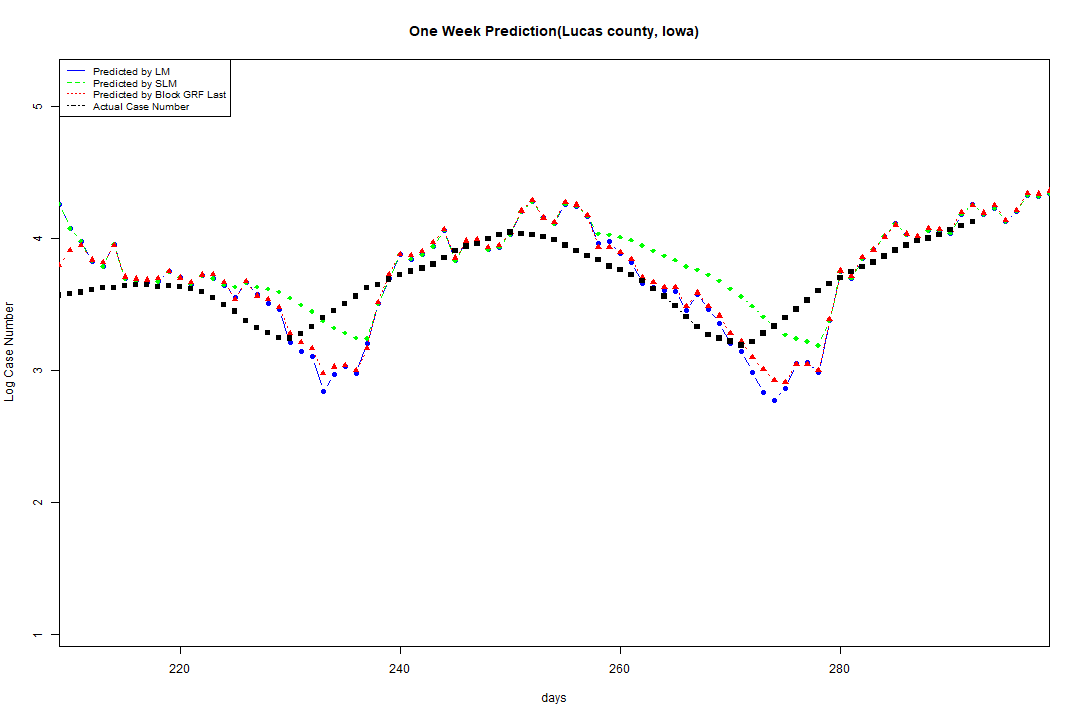 One Week Prediction(Lucas county, Iowa)
Predicted by LM
Predicted by SLM
Predicted by Block GRF Last
Actual Case Number
5
4
3
2
1
Log Case Number
220
240
260
280
days